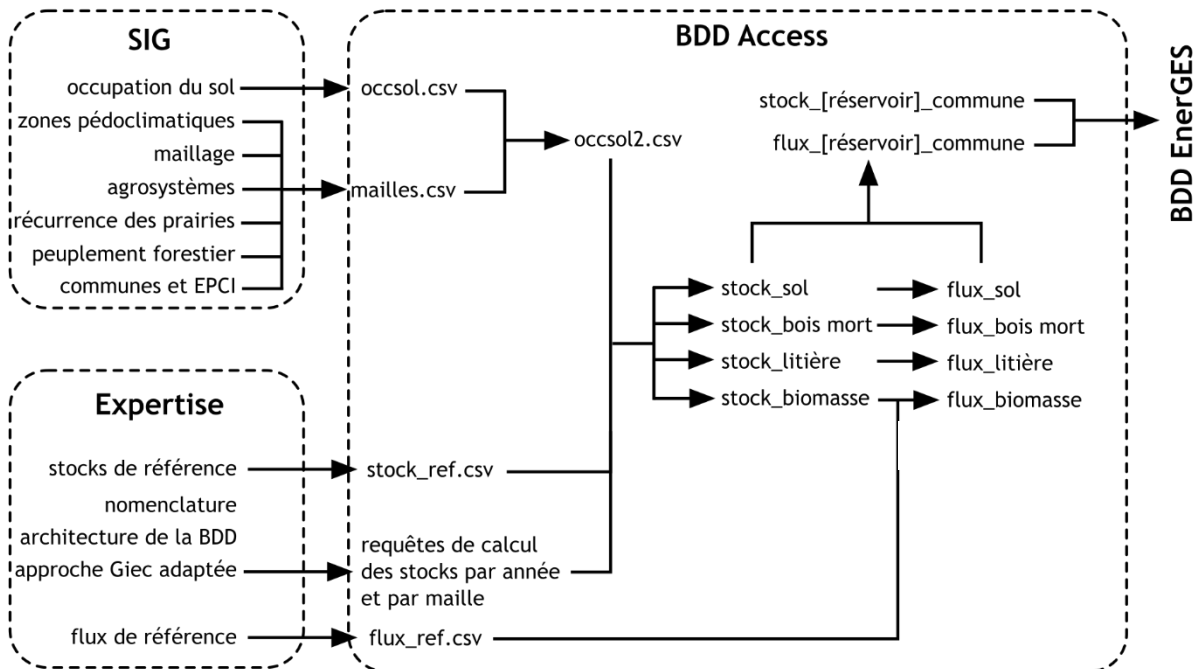 SIG
occupation du sol
zones pédoclimatiques
maillage
agrosystèmes
récurrence des prairies
peuplement forestier
communes et EPCI
Expertise
stocks de référence
nomenclature
architecture de la BDD
approche Giec adaptée
flux de référence
BDD Access
occsol.csv
mailles.csv
occsol2.csv
stock_ref.csv
requêtes de calcul
des stocks par année
et par maille
flux_ref.csv
stock_sol
stock_bois mort
stock_litière
stock_biomasse
flux_sol
flux_bois mort
flux_litière
flux_biomasse
stock_[réservoir]_commune
flux_[réservoir]_commune
BDD EnerGES